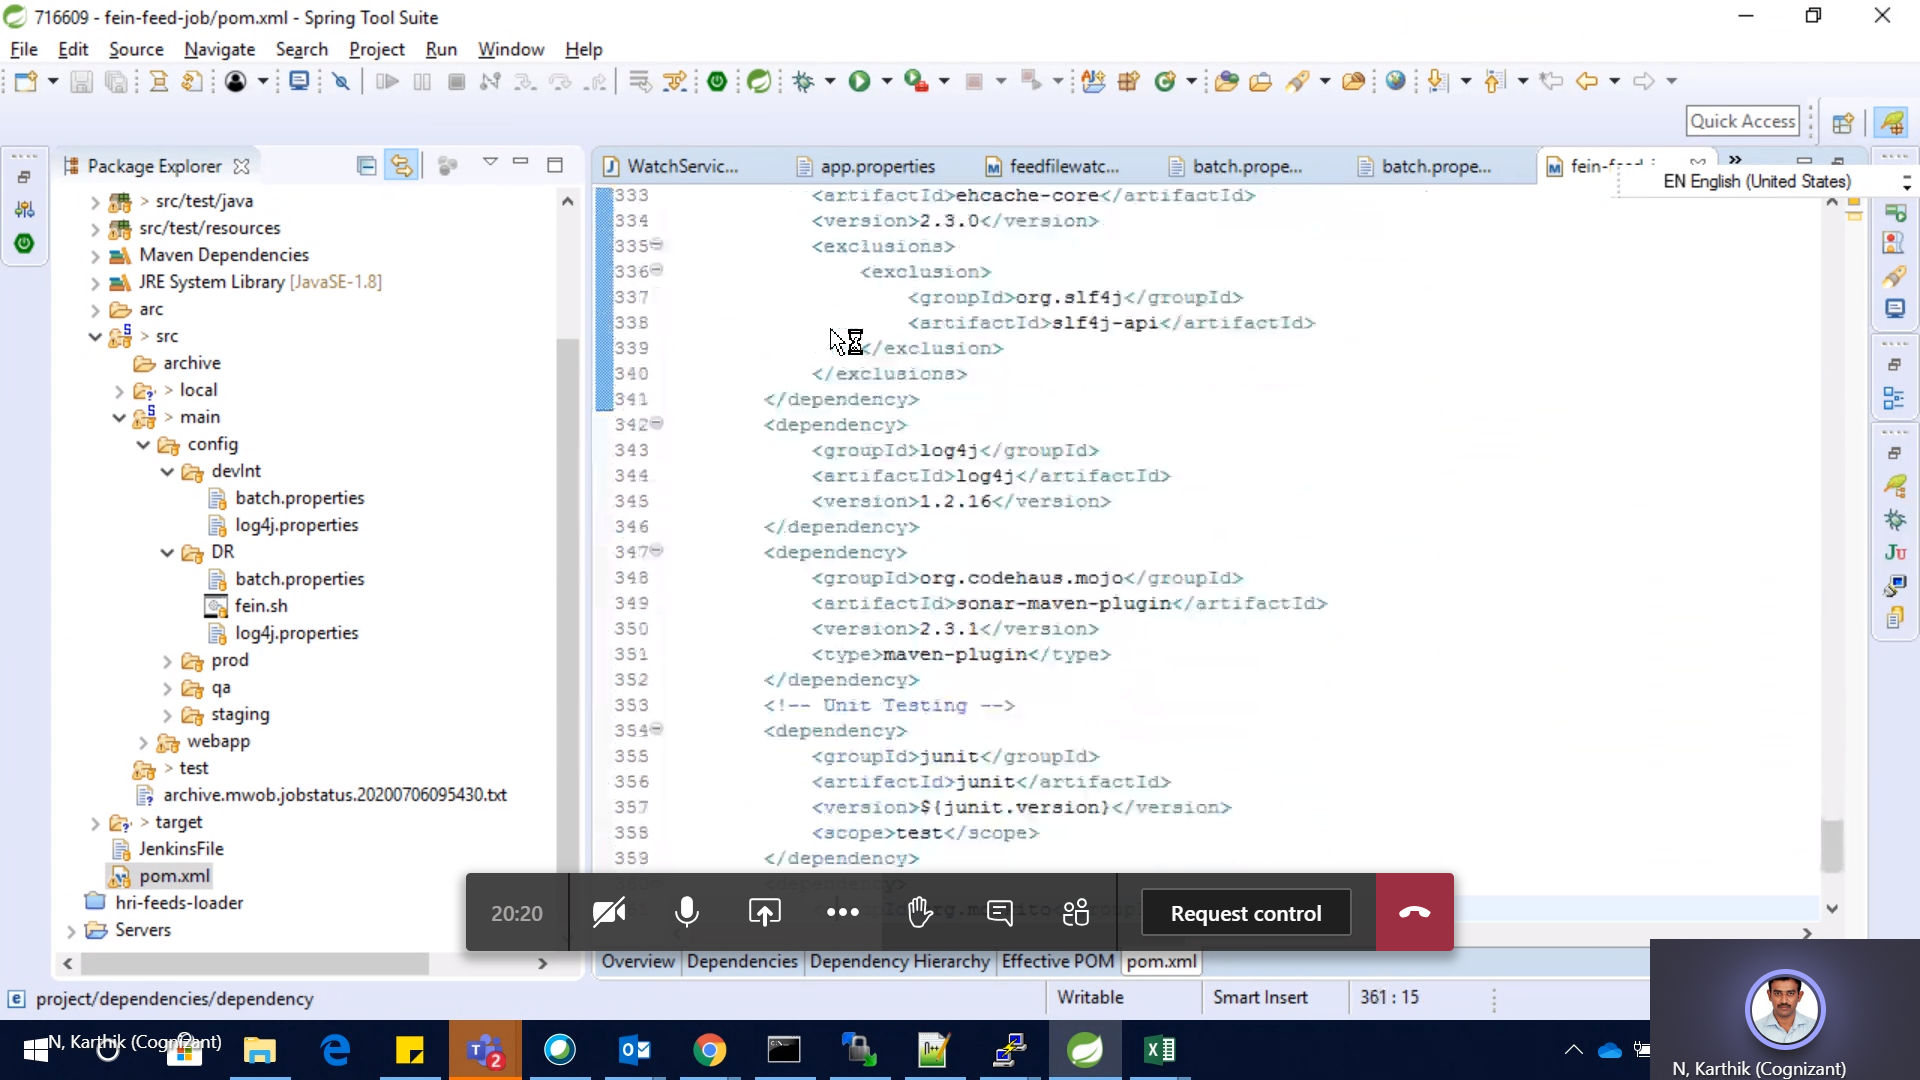 716609 - fein-feed-job/pom.xml - Spring Tool Suite
File Edit Source Navigate Search Project Run Window Help
Quick Access
Package Explorer
WatchServic...
app.properties
feedfilewatc...
batch.prope...
batch.prope...
EN English (United States)
> src/test/java
src/test/resources
Maven Dependencies
JRE System Library [JavaSE-1.8]
arc
> src
archive
> local
> main
config
devInt
batch.properties
log4j.properties
DR
batch.properties
fein.sh
log4j.properties
prod
qa
staging
webapp
> test
archive.mwob.jobstatus.20200706095430.txt
> target
JenkinsFile
pom.xml
hri-feeds-loader
Servers
333 <artifactId>ehcache-core</artifactId>
334 <version>2.3.0</version>
335 <exclusions>
336 <exclusion>
337 <groupId>org.slf4j</groupId>
338 <artifactId>slf4j-api</artifactId>
339 </exclusion>
340 </exclusions>
341 </dependency>
342 <dependency>
343 <groupId>log4j</groupId>
344 <artifactId>log4j</artifactId>
345 <version>1.2.16</version>
346 </dependency>
347 <dependency>
348 <groupId>org.codehaus.mojo</groupId>
349 <artifactId>sonar-maven-plugin</artifactId>
350 <version>2.3.1</version>
351 <type>maven-plugin</type>
352 </dependency>
353 <!-- Unit Testing -->
354 <dependency>
355 <groupId>junit</groupId>
356 <artifactId>junit</artifactId>
357 <version>${junit.version}</version>
358 <scope>test</scope>
359 </dependency>
20:20
Request control
Overview Dependencies Dependency Hierarchy Effective POM pom.xml
project/dependencies/dependency
Writable
Smart Insert
361 : 15
N, Karthik (Cognizant)
2
N, Karthik (Cognizant)